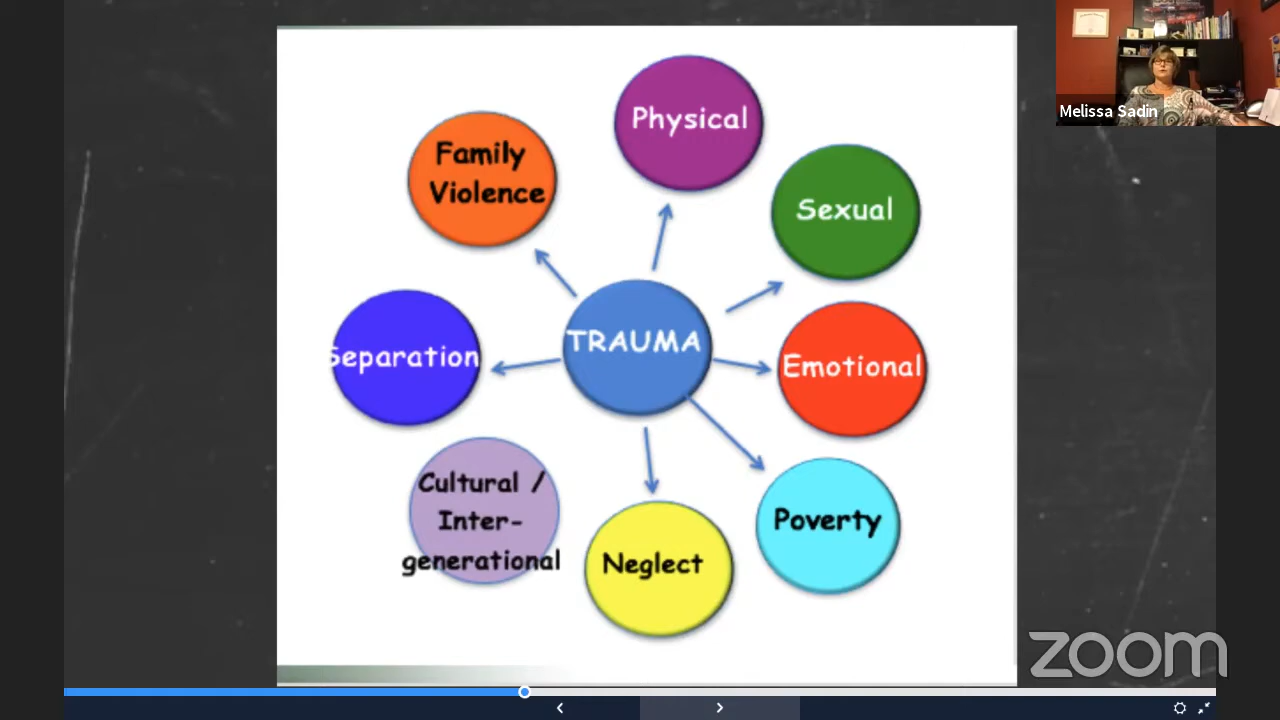 Melissa Sadin
Physical
Family
Violence
Sexual
TRAUMA
Separation
Emotional
Cultural /
Inter-
generational
Neglect
Poverty
zoom